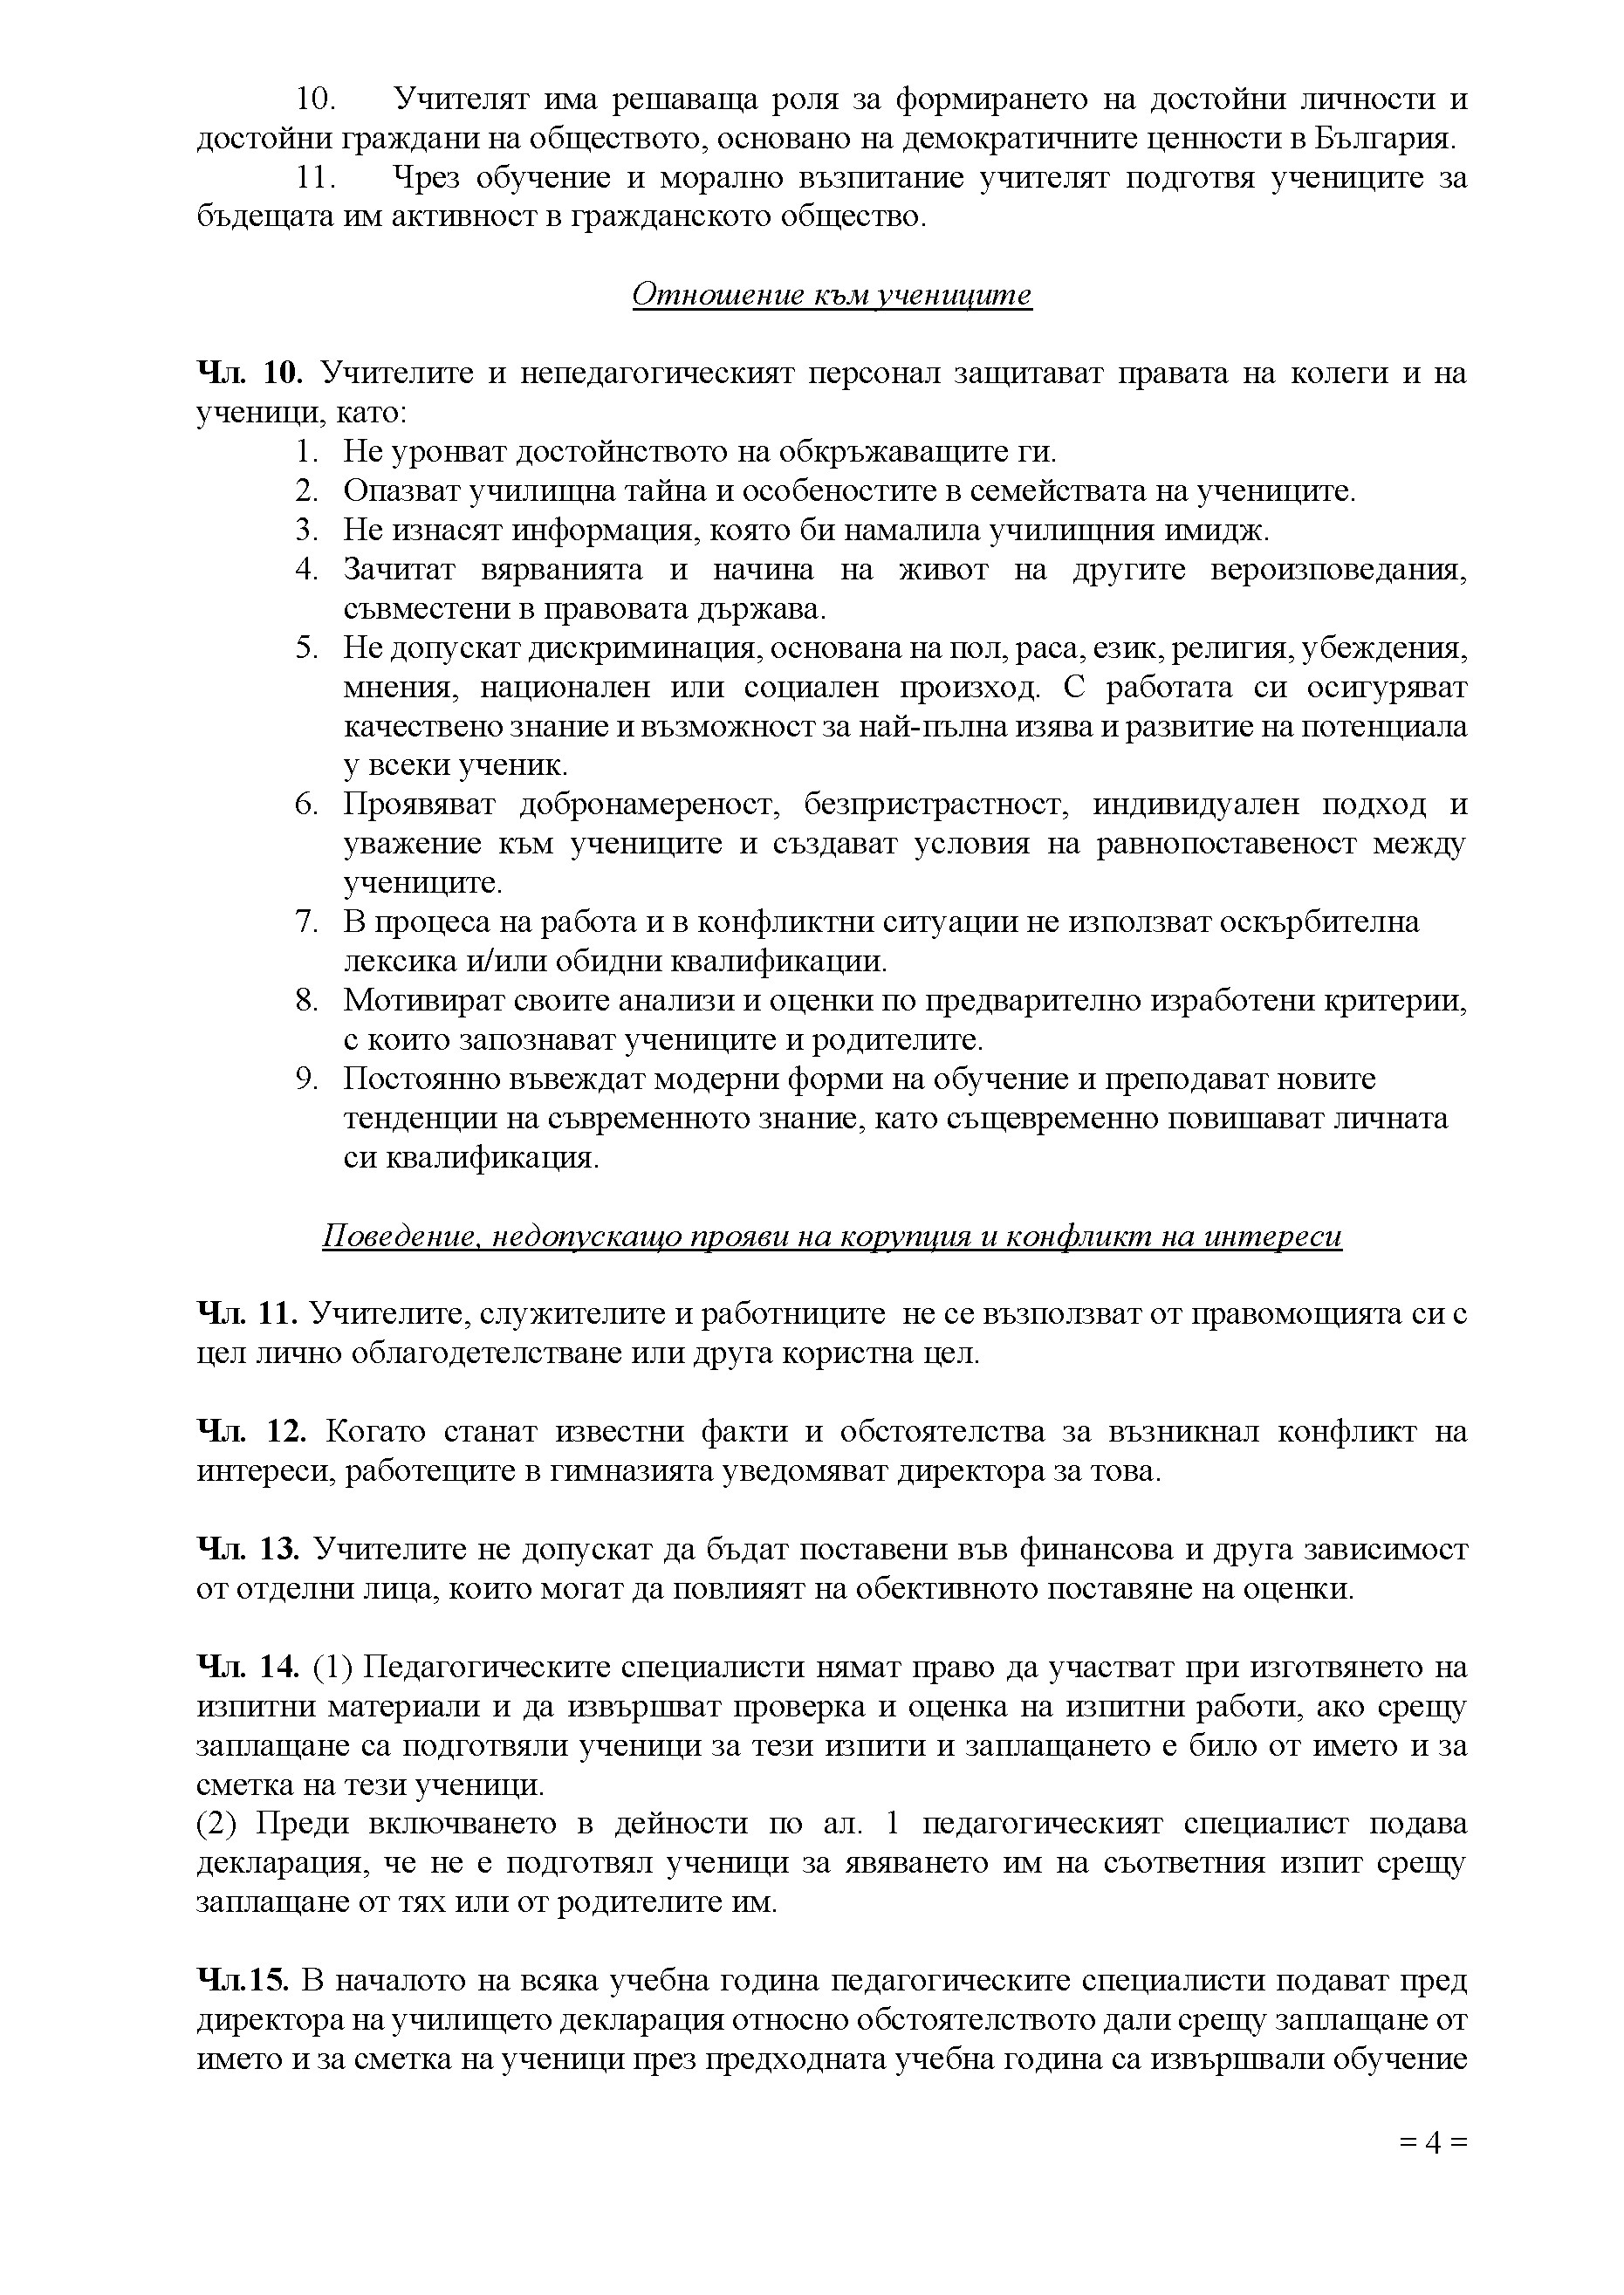 10. Учителят има решаваща роля за формирането на достойни личности и
достойни граждани на обществото, основано на демократичните ценности в България.
11. Чрез обучение и морално възпитание учителят подготвя учениците за
бъдещата им активност в гражданското общество.
Отношение към учениците
Чл. 10. Учителите и непедагогическият персонал защитават правата на колеги и на
ученици, като:
1. Не уронват достойнството на обкръжаващите ги.
2. Опазват училищна тайна и особеностите в семействата на учениците.
3. Не изнасят информация, която би намалила училищния имидж.
4. Зачитат вярванията и начина на живот на другите вероизповедания,
съвместени в правовата държава.
5. Не допускат дискриминация, основана на пол, раса, език, религия, убеждения,
мнения, национален или социален произход. С работата си осигуряват
качествено знание и възможност за най-пълна изява и развитие на потенциала
у всеки ученик.
6. Проявяват добронамереност, безпристрастност, индивидуален подход и
уважение към учениците и създават условия на равнопоставеност между
учениците.
7. В процеса на работа и в конфликтни ситуации не използват оскърбителна
лексика и/или обидни квалификации.
8. Мотивират своите анализи и оценки по предварително изработени критерии,
с които запознават учениците и родителите.
9. Постоянно въвеждат модерни форми на обучение и преподават новите
тенденции на съвременното знание, като същевременно повишават личната
си квалификация.
Поведение, недопускащо прояви на корупция и конфликт на интереси
Чл. 11. Учителите, служителите и работниците не се възползват от правомощията си с
цел лично облагодетелстване или друга користна цел.
Чл. 12. Когато станат известни факти и обстоятелства за възникнал конфликт на
интереси, работещите в гимназията уведомяват директора за това.
Чл. 13. Учителите не допускат да бъдат поставени във финансова и друга зависимост
от отделни лица, които могат да повлияят на обективното поставяне на оценки.
Чл. 14. (1) Педагогическите специалисти нямат право да участват при изготвянето на
изпитни материали и да извършват проверка и оценка на изпитни работи, ако срещу
заплащане са подготвяли ученици за тези изпити и заплащането е било от името и за
сметка на тези ученици.
(2) Преди включването в дейности по ал. 1 педагогическият специалист подава
декларация, че не е подготвял ученици за явяването им на съответния изпит срещу
заплащане от тях или от родителите им.
Чл.15. В началото на всяка учебна година педагогическите специалисти подават пред
директора на училището декларация относно обстоятелството дали срещу заплащане от
името и за сметка на ученици през предходната учебна година са извършвали обучение
= 4 =